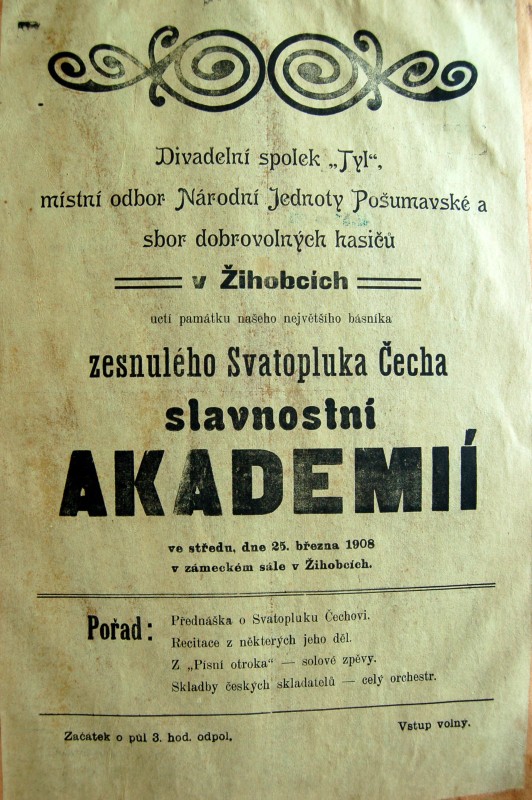 Divadelní spolek „Tyl“,
místní odbor Národní Jednoty Pošumavské a
sbor dobrovolných hasičů
v Žihobcích
uctí památku našeho největšího básníka
zesnulého Svatopluka Čecha
slavnostní
AKADEMIÍ
ve středu, dne 25. března 1908
v zámeckém sále v Žihobcích.
Pořad:
Přednáška o Svatopluku Čechovi.
Recitace z některých jeho děl.
Z „Písní otroka“ — solové zpěvy.
Skladby českých skladatelů — celý orchestr.
Začátek o půl 3. hod. odpol.
Vstup volný.